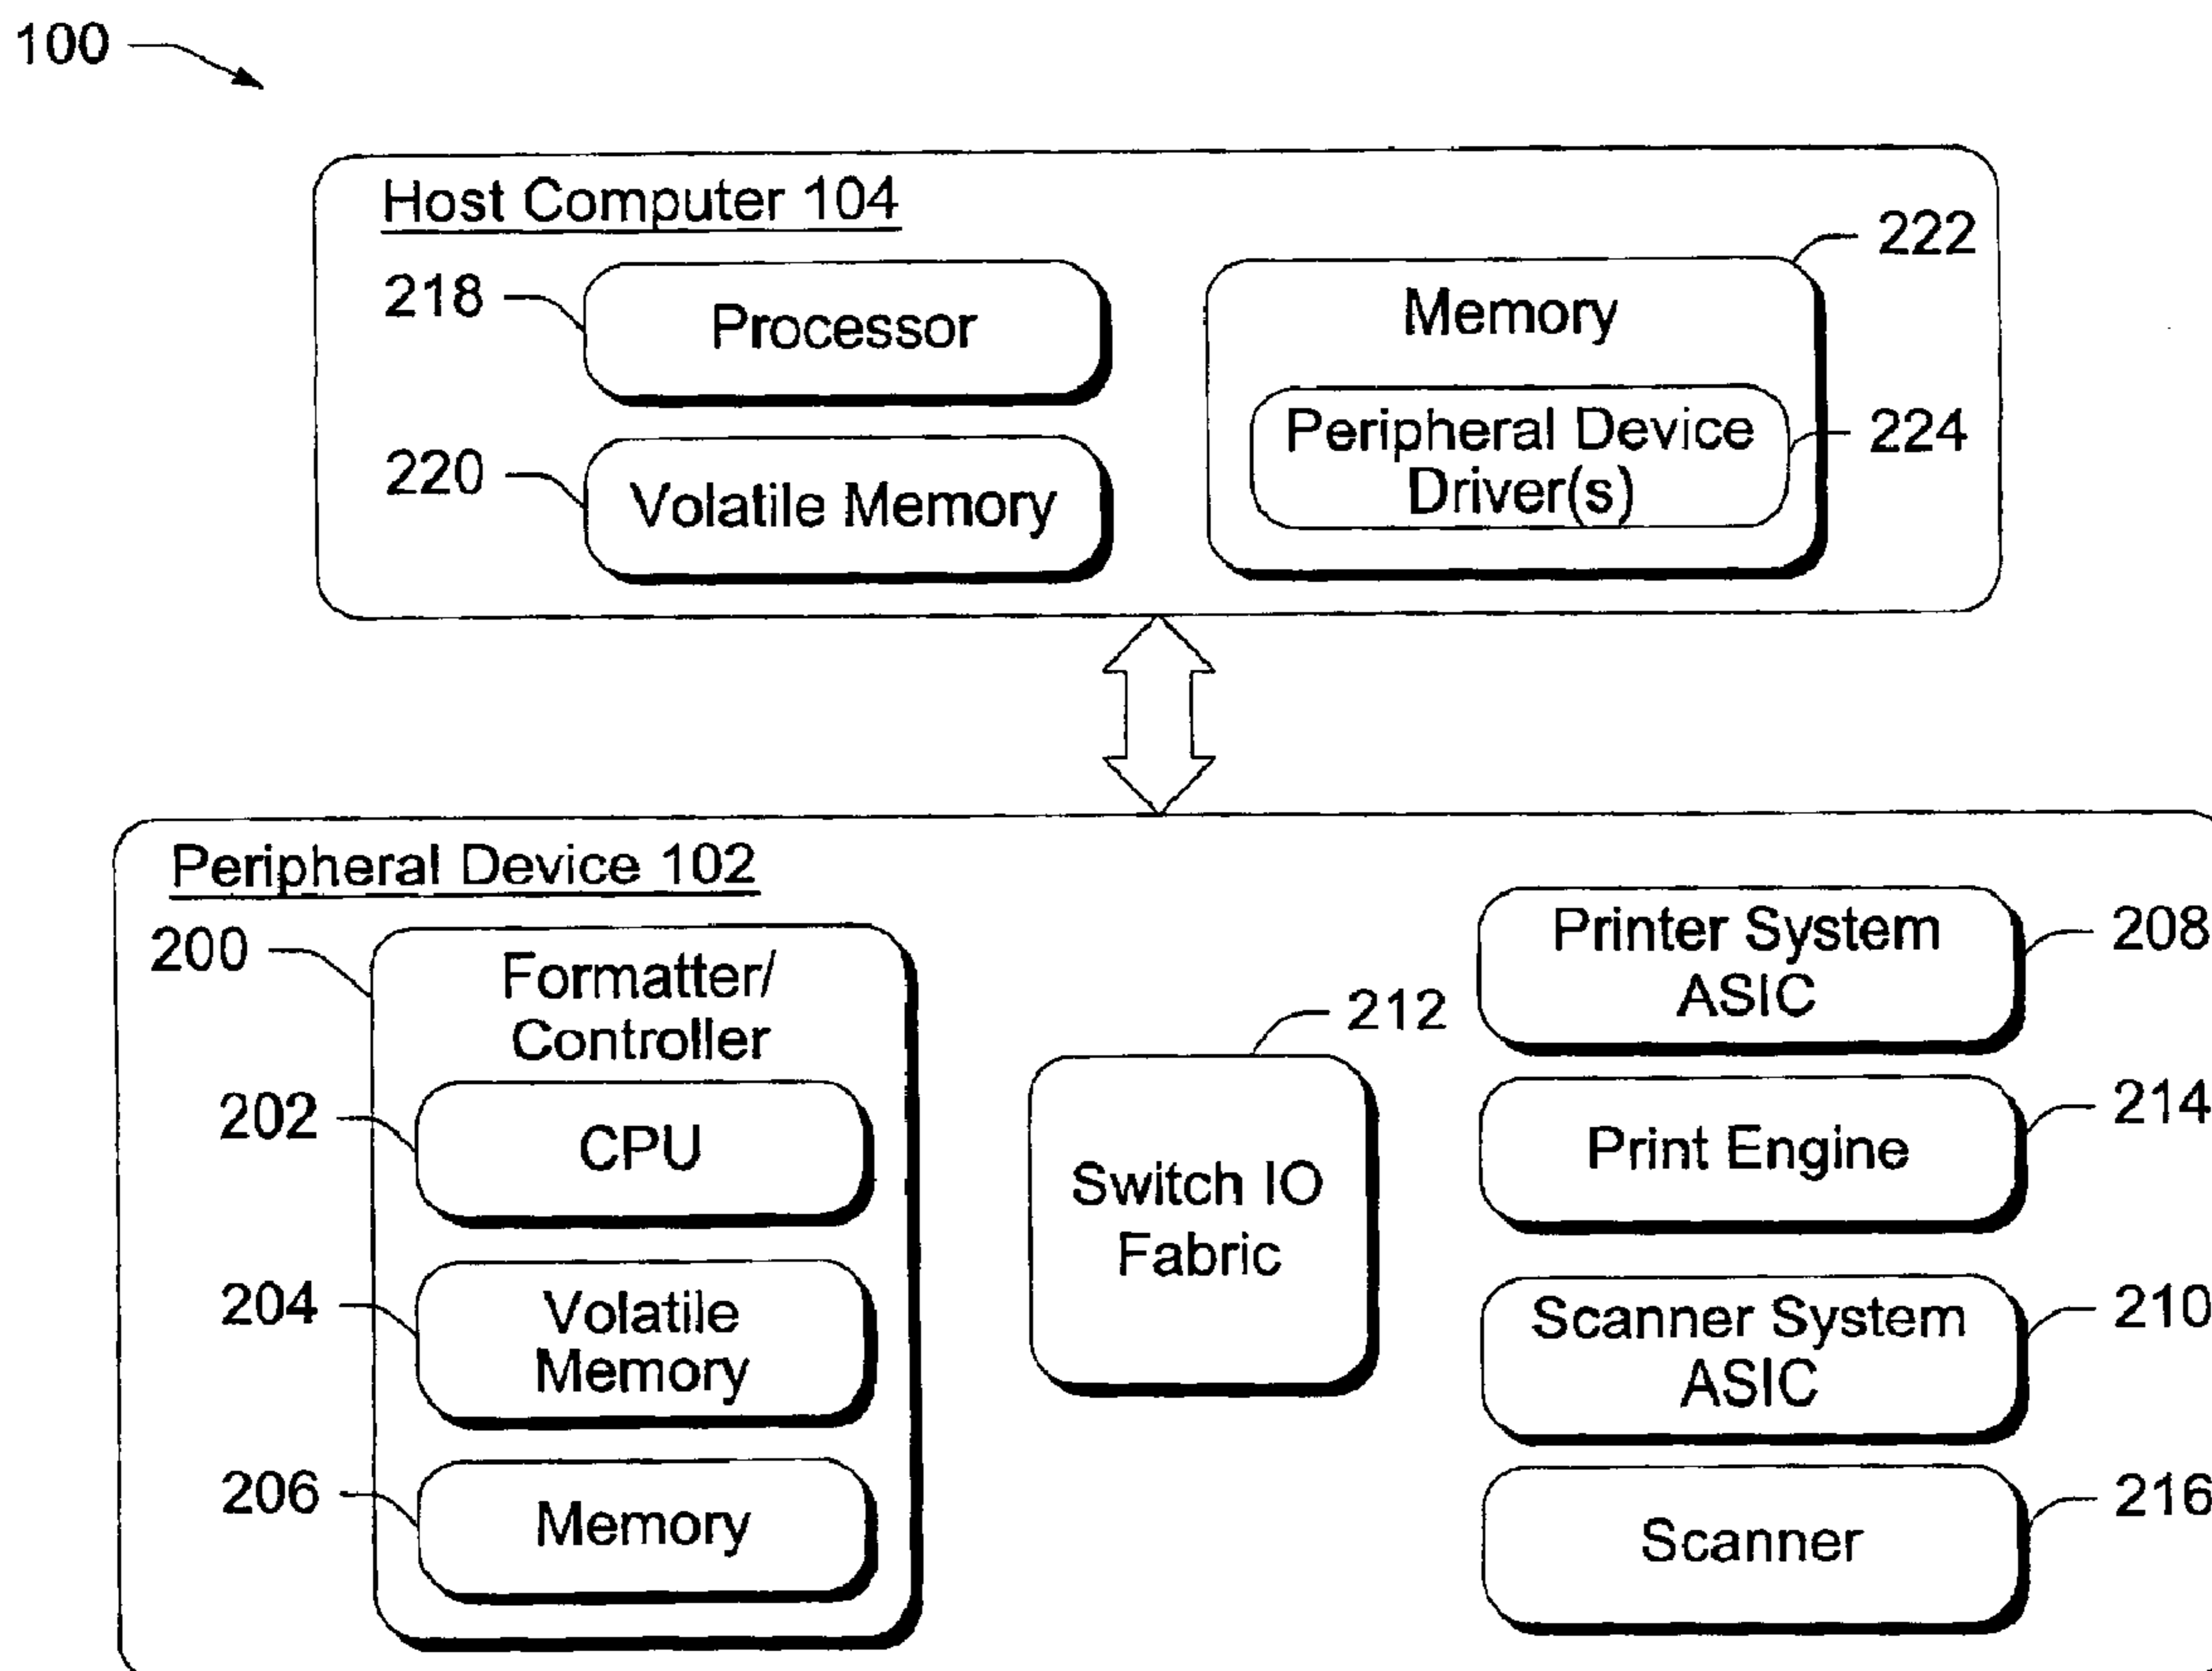 100
Host Computer 104
218
Processor
222
Memory
220
Volatile Memory
Peripheral Device
Driver(s)
224
Peripheral Device 102
200
Formatter/
Controller
202
CPU
204
Volatile
Memory
206
Memory
212
Switch IO
Fabric
Printer System
ASIC
208
Print Engine
214
Scanner System
ASIC
210
Scanner
216